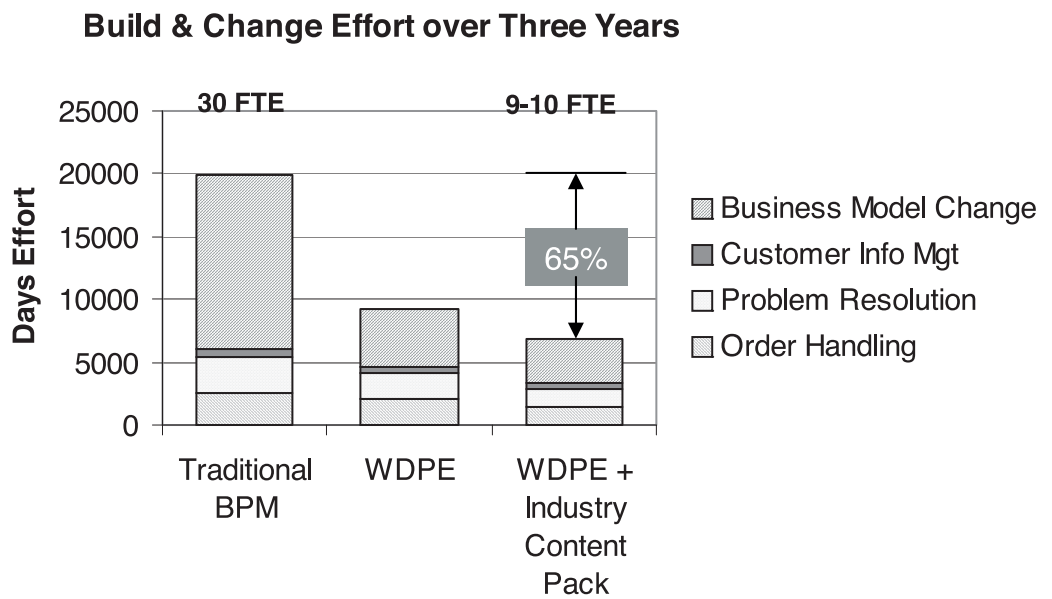 Build & Change Effort over Three Years
30 FTE
9-10 FTE
25000
20000
15000
10000
5000
0
Days Effort
65%
Business Model Change
Customer Info Mgt
Problem Resolution
Order Handling
Traditional
BPM
WDPE
WDPE +
Industry
Content
Pack